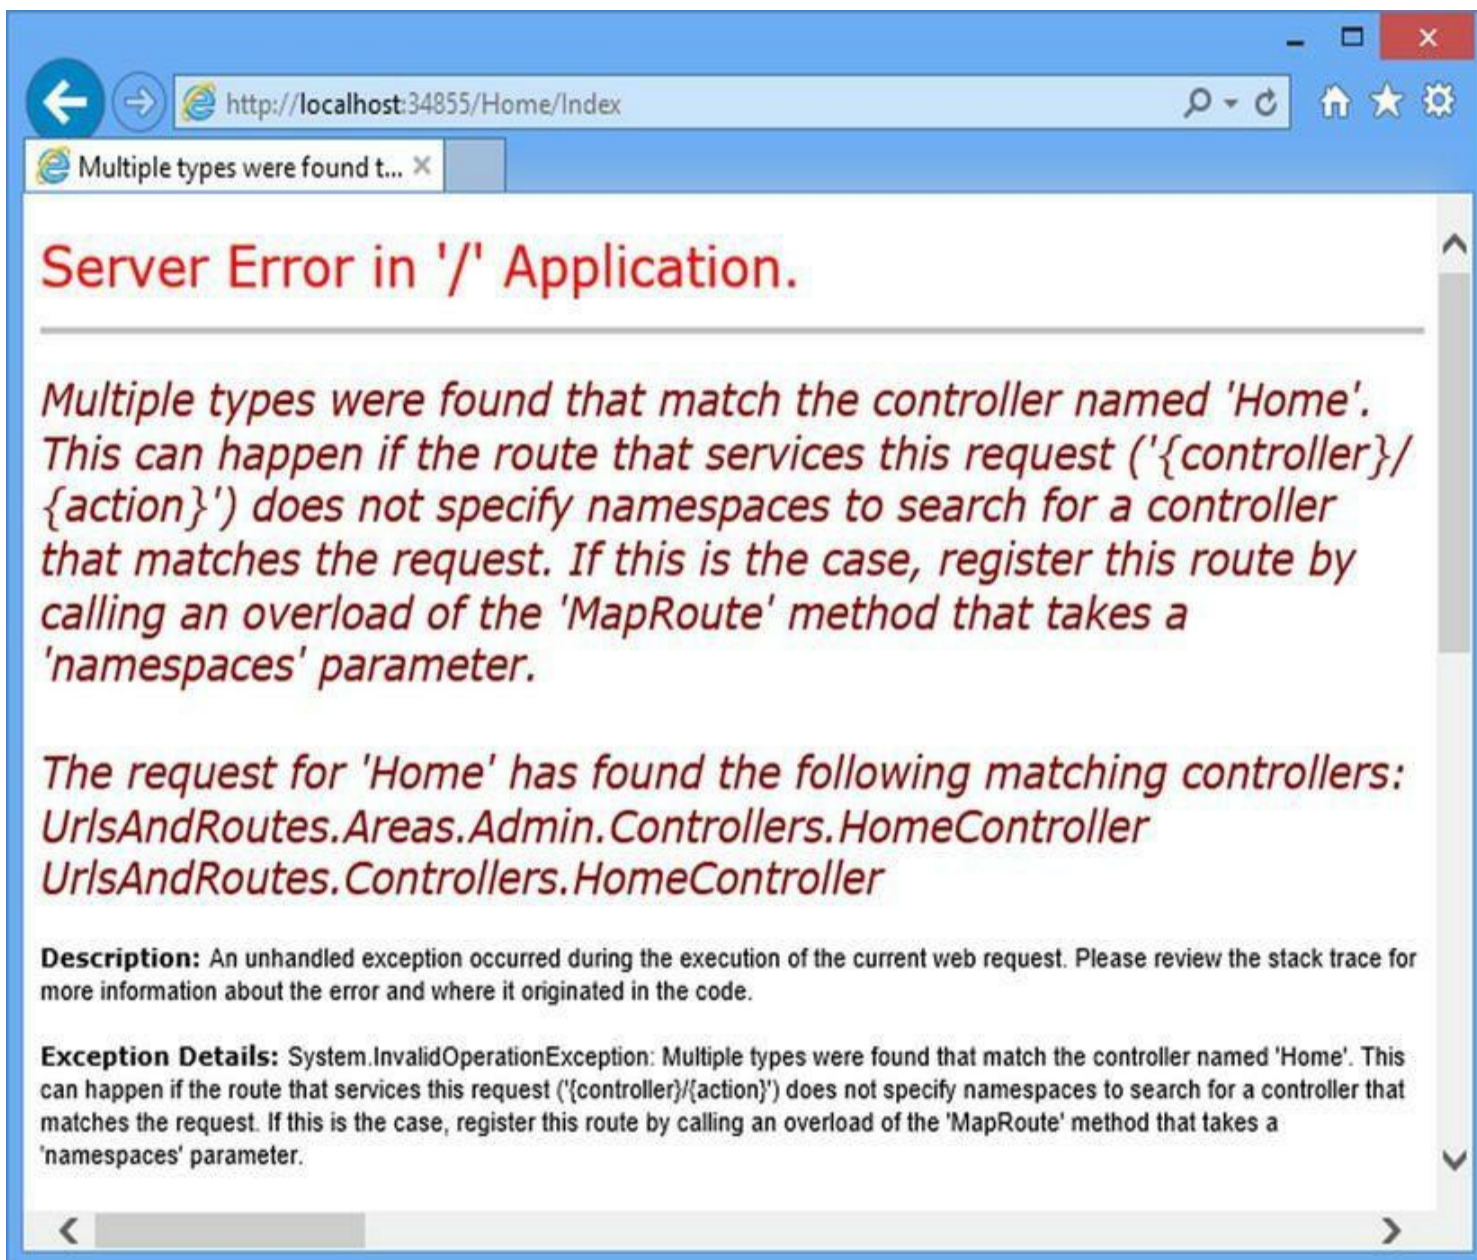 http://localhost:34855/Home/Index
Multiple types were found t...
Server Error in '/' Application.
Multiple types were found that match the controller named 'Home'.
This can happen if the route that services this request ('{controller}/
{action}') does not specify namespaces to search for a controller
that matches the request. If this is the case, register this route by
calling an overload of the 'MapRoute' method that takes a
'namespaces' parameter.
The request for 'Home' has found the following matching controllers:
UrlsAndRoutes.Areas.Admin.Controllers.HomeController
UrlsAndRoutes.Controllers.HomeController
Description: An unhandled exception occurred during the execution of the current web request. Please review the stack trace for
more information about the error and where it originated in the code.
Exception Details: System.InvalidOperationException: Multiple types were found that match the controller named 'Home'. This
can happen if the route that services this request ('{controller}/{action}') does not specify namespaces to search for a controller that
matches the request. If this is the case, register this route by calling an overload of the 'MapRoute' method that takes a
'namespaces' parameter.